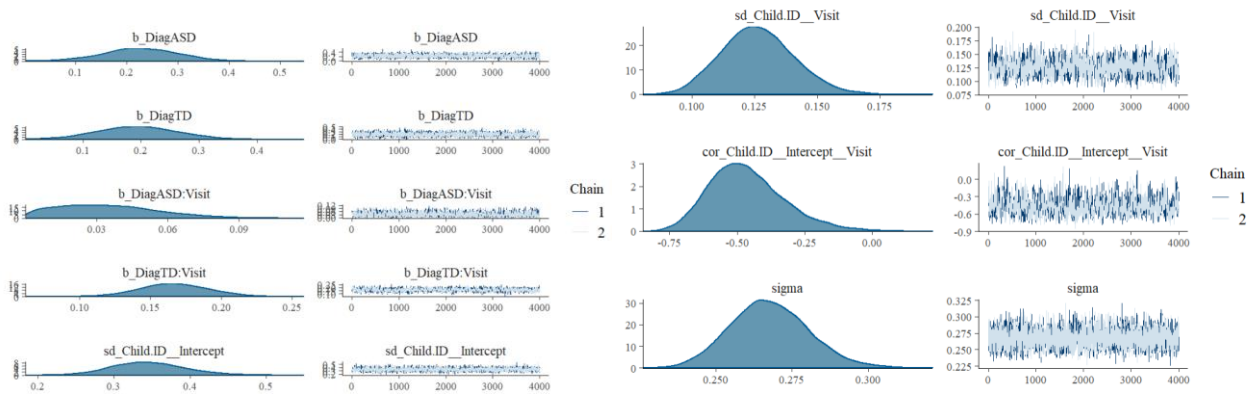 b_DiagASD
0.1 0.2 0.3 0.4 0.5
b_DiagASD
0 1000 2000 3000 4000
b_DiagTD
0.1 0.2 0.3 0.4
b_DiagTD
0 1000 2000 3000 4000
b_DiagASD:Visit
0.03 0.06 0.09
b_DiagASD:Visit
0 1000 2000 3000 4000
b_DiagTD:Visit
0.10 0.15 0.20 0.25
b_DiagTD:Visit
0 1000 2000 3000 4000
sd_Child.ID__Intercept
0.2 0.3 0.4 0.5
sd_Child.ID__Intercept
0 1000 2000 3000 4000
Chain
1
2
sd_Child.ID__Visit
20
10
0
0.100 0.125 0.150 0.175
sd_Child.ID__Visit
0.200
0.175
0.150
0.125
0.100
0.075
0 1000 2000 3000 4000
cor_Child.ID__Intercept__Visit
3
2
1
0
-0.75 -0.50 -0.25 0.00
cor_Child.ID__Intercept__Visit
0.0
-0.3
-0.6
-0.9
0 1000 2000 3000 4000
sigma
30
20
10
0
0.250 0.275 0.300
sigma
0.325
0.300
0.275
0.250
0.225
0 1000 2000 3000 4000
Chain
1
2